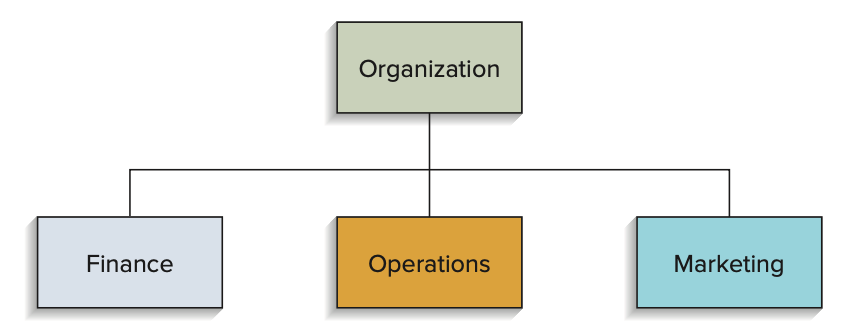 Organization
Finance
Operations
Marketing